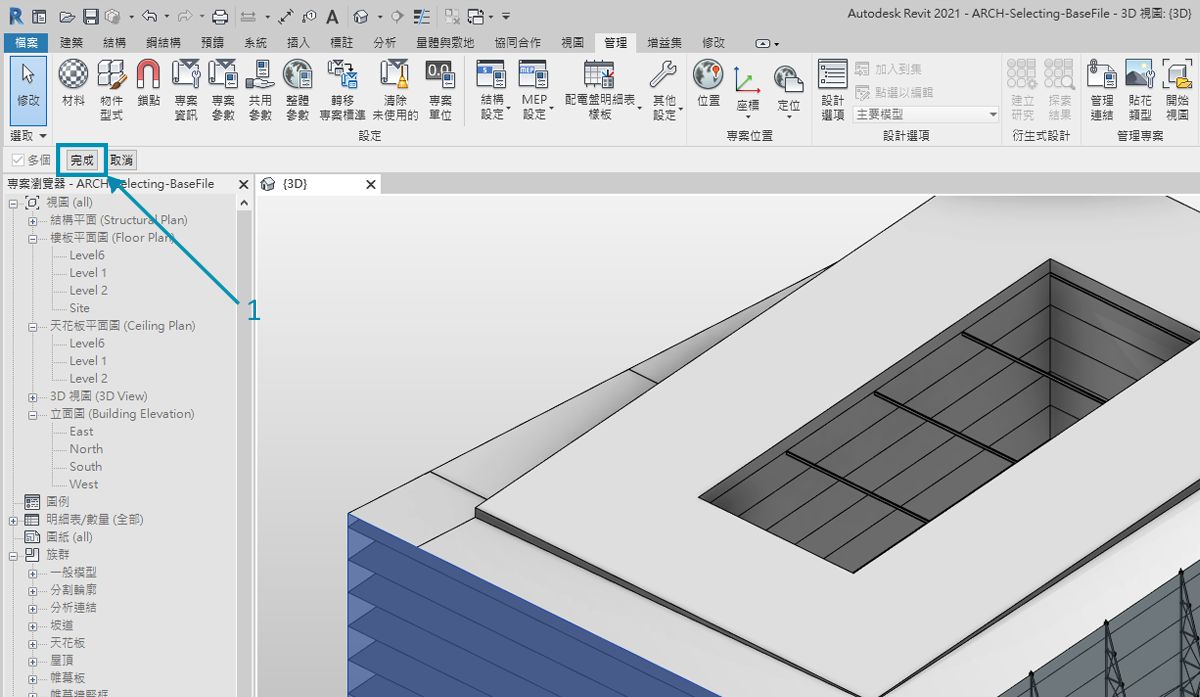 Autodesk Revit 2021 - ARCH-Selecting-BaseFile - 3D 視圖: {3D}
檔案 建築 結構 鋼結構 預鑄 系統 插入 標註 分析 量體與敷地 協同合作 視圖 管理 增益集 修改
修改
材料
物件
型式
鎖點
專案
資訊
專案
參數
共用
參數
整體
參數
轉移
專案標準
清除
未使用的
專案
單位
結構
設定
MEP
設定
配電盤明細表
樣板
其他
設定
位置
座標
定位
設計
選項
加入到集
點選以編輯
主要模型
建立
研究
探索
結果
管理
連結
貼花
類型
開始
視圖
選取 設定 專案位置 設計選項 衍生式設計 管理專案
多個 完成 取消
專案瀏覽器 - ARCH-Selecting-BaseFile
{3D}
視圖 (all)
結構平面 (Structural Plan)
樓板平面圖 (Floor Plan)
Level6
Level 1
Level 2
Site
天花板平面圖 (Ceiling Plan)
Level6
Level 1
Level 2
3D 視圖 (3D View)
立面圖 (Building Elevation)
East
North
South
West
圖例
明細表/數量 (全部)
圖紙 (all)
族群
一般模型
分割輪廓
分析連結
坡道
天花板
屋頂
帷幕板
帷幕牆豎框
1